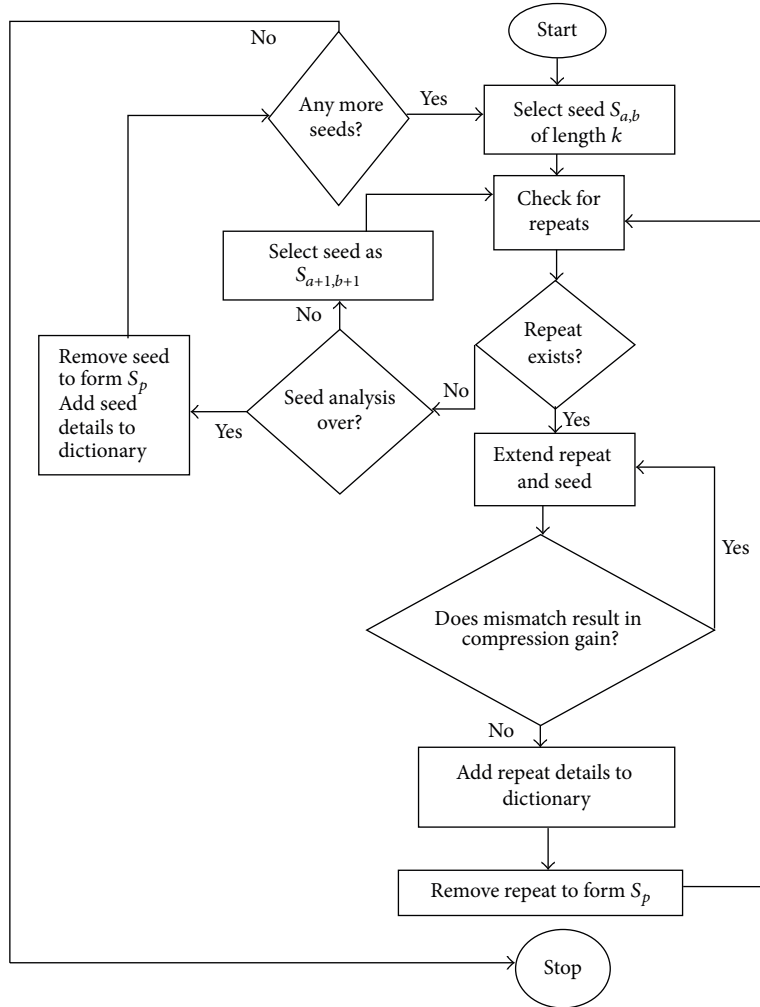 Start
No
Any more
seeds?
Yes
Select seed S_{a,b}
of length k
Check for
repeats
Select seed as
S_{a+1,b+1}
No
Repeat
exists?
Remove seed
to form S_p
Add seed
details to
dictionary
Yes
Seed analysis
over?
No
Yes
Extend repeat
and seed
Yes
Does mismatch result in
compression gain?
No
Add repeat details to
dictionary
Remove repeat to form S_p
Stop